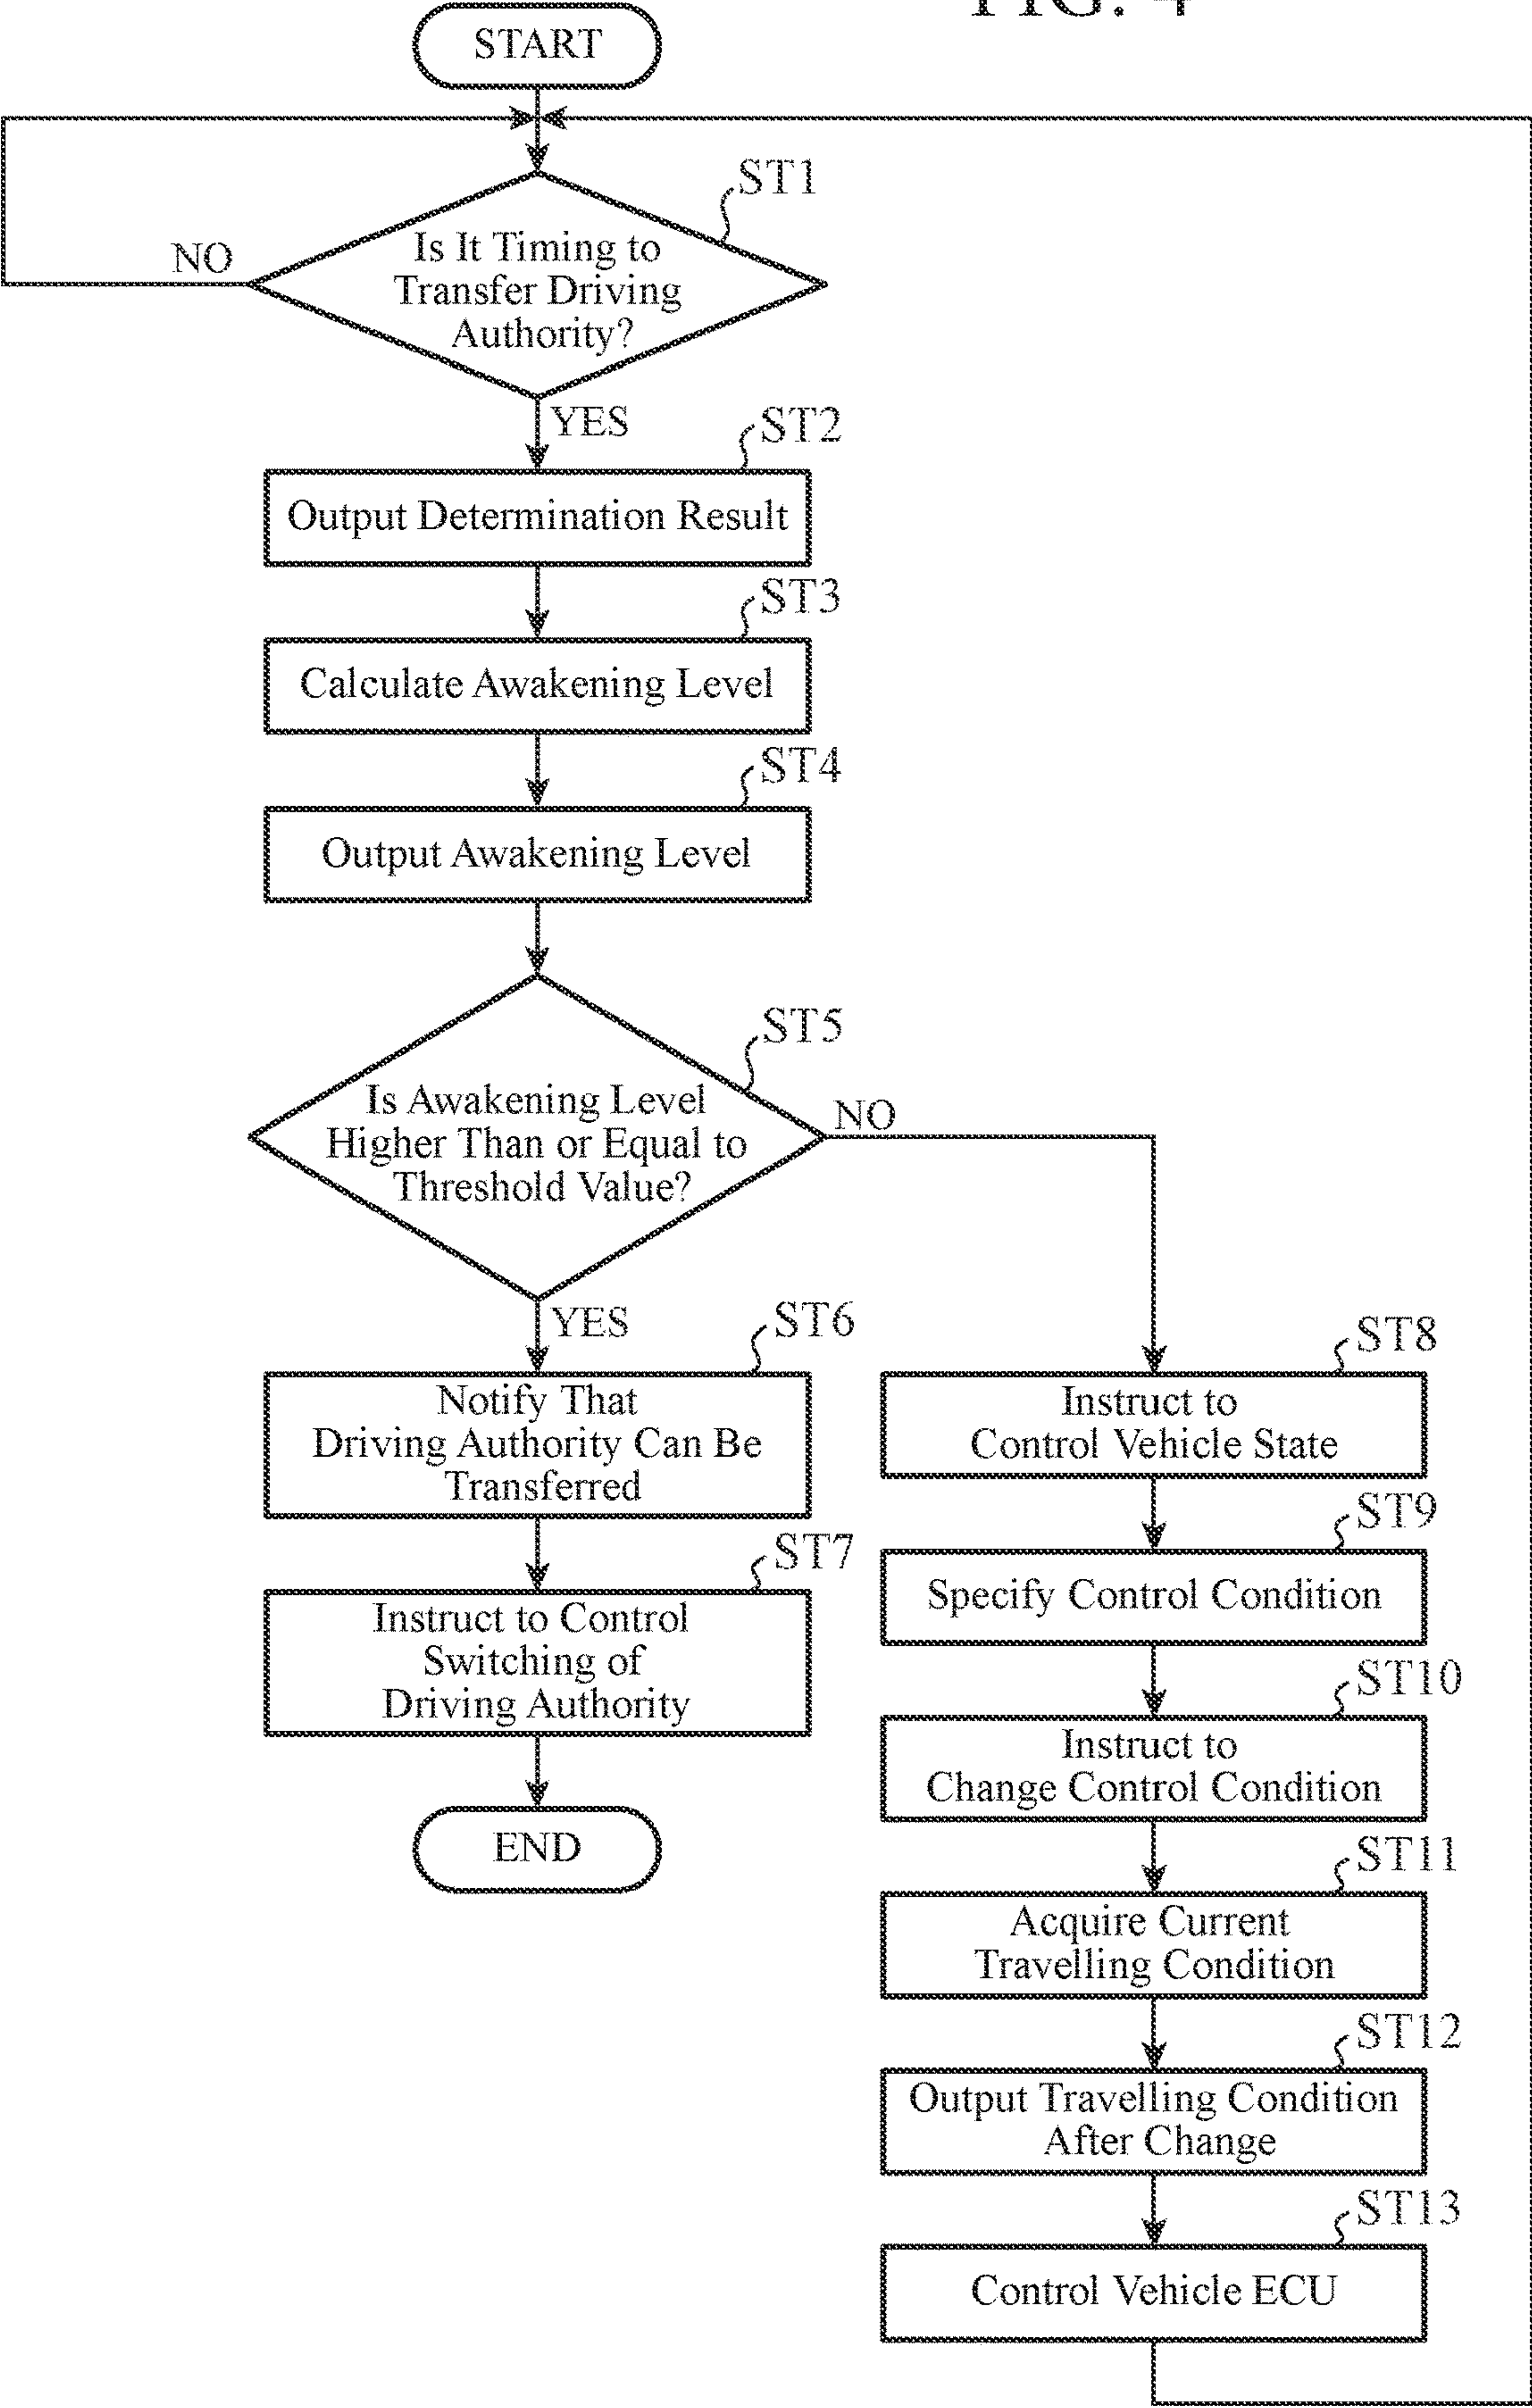 FIG. 4
START
ST1
Is It Timing to
Transfer Driving
Authority?
NO
YES
ST2
Output Determination Result
ST3
Calculate Awakening Level
ST4
Output Awakening Level
ST5
Is Awakening Level
Higher Than or Equal to
Threshold Value?
NO
YES
ST6
Notify That
Driving Authority Can Be
Transferred
ST7
Instruct to Control
Switching of
Driving Authority
END
ST8
Instruct to
Control Vehicle State
ST9
Specify Control Condition
ST10
Instruct to
Change Control Condition
ST11
Acquire Current
Travelling Condition
ST12
Output Travelling Condition
After Change
ST13
Control Vehicle ECU